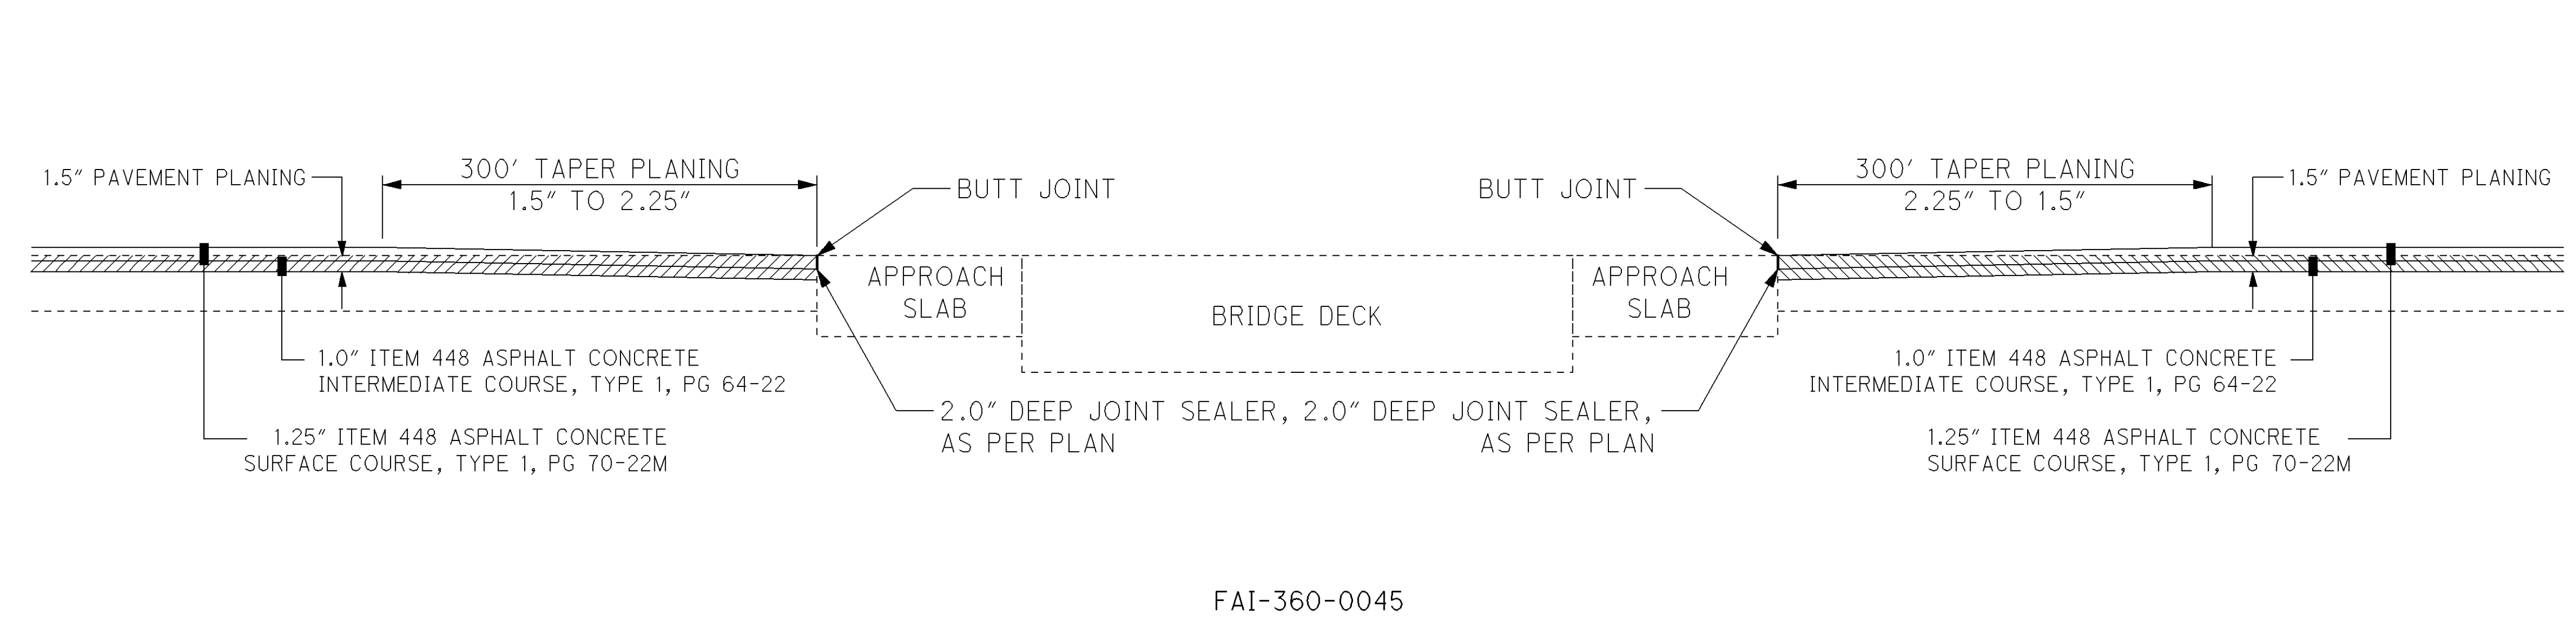 1.5" PAVEMENT PLANING
300' TAPER PLANING
1.5" TO 2.25"
BUTT JOINT
BUTT JOINT
300' TAPER PLANING
2.25" TO 1.5"
1.5" PAVEMENT PLANING
APPROACH
SLAB
BRIDGE DECK
APPROACH
SLAB
1.0" ITEM 448 ASPHALT CONCRETE
INTERMEDIATE COURSE, TYPE 1, PG 64-22
1.25" ITEM 448 ASPHALT CONCRETE
SURFACE COURSE, TYPE 1, PG 70-22M
2.0" DEEP JOINT SEALER,
AS PER PLAN
2.0" DEEP JOINT SEALER,
AS PER PLAN
1.0" ITEM 448 ASPHALT CONCRETE
INTERMEDIATE COURSE, TYPE 1, PG 64-22
1.25" ITEM 448 ASPHALT CONCRETE
SURFACE COURSE, TYPE 1, PG 70-22M
FAI-360-0045